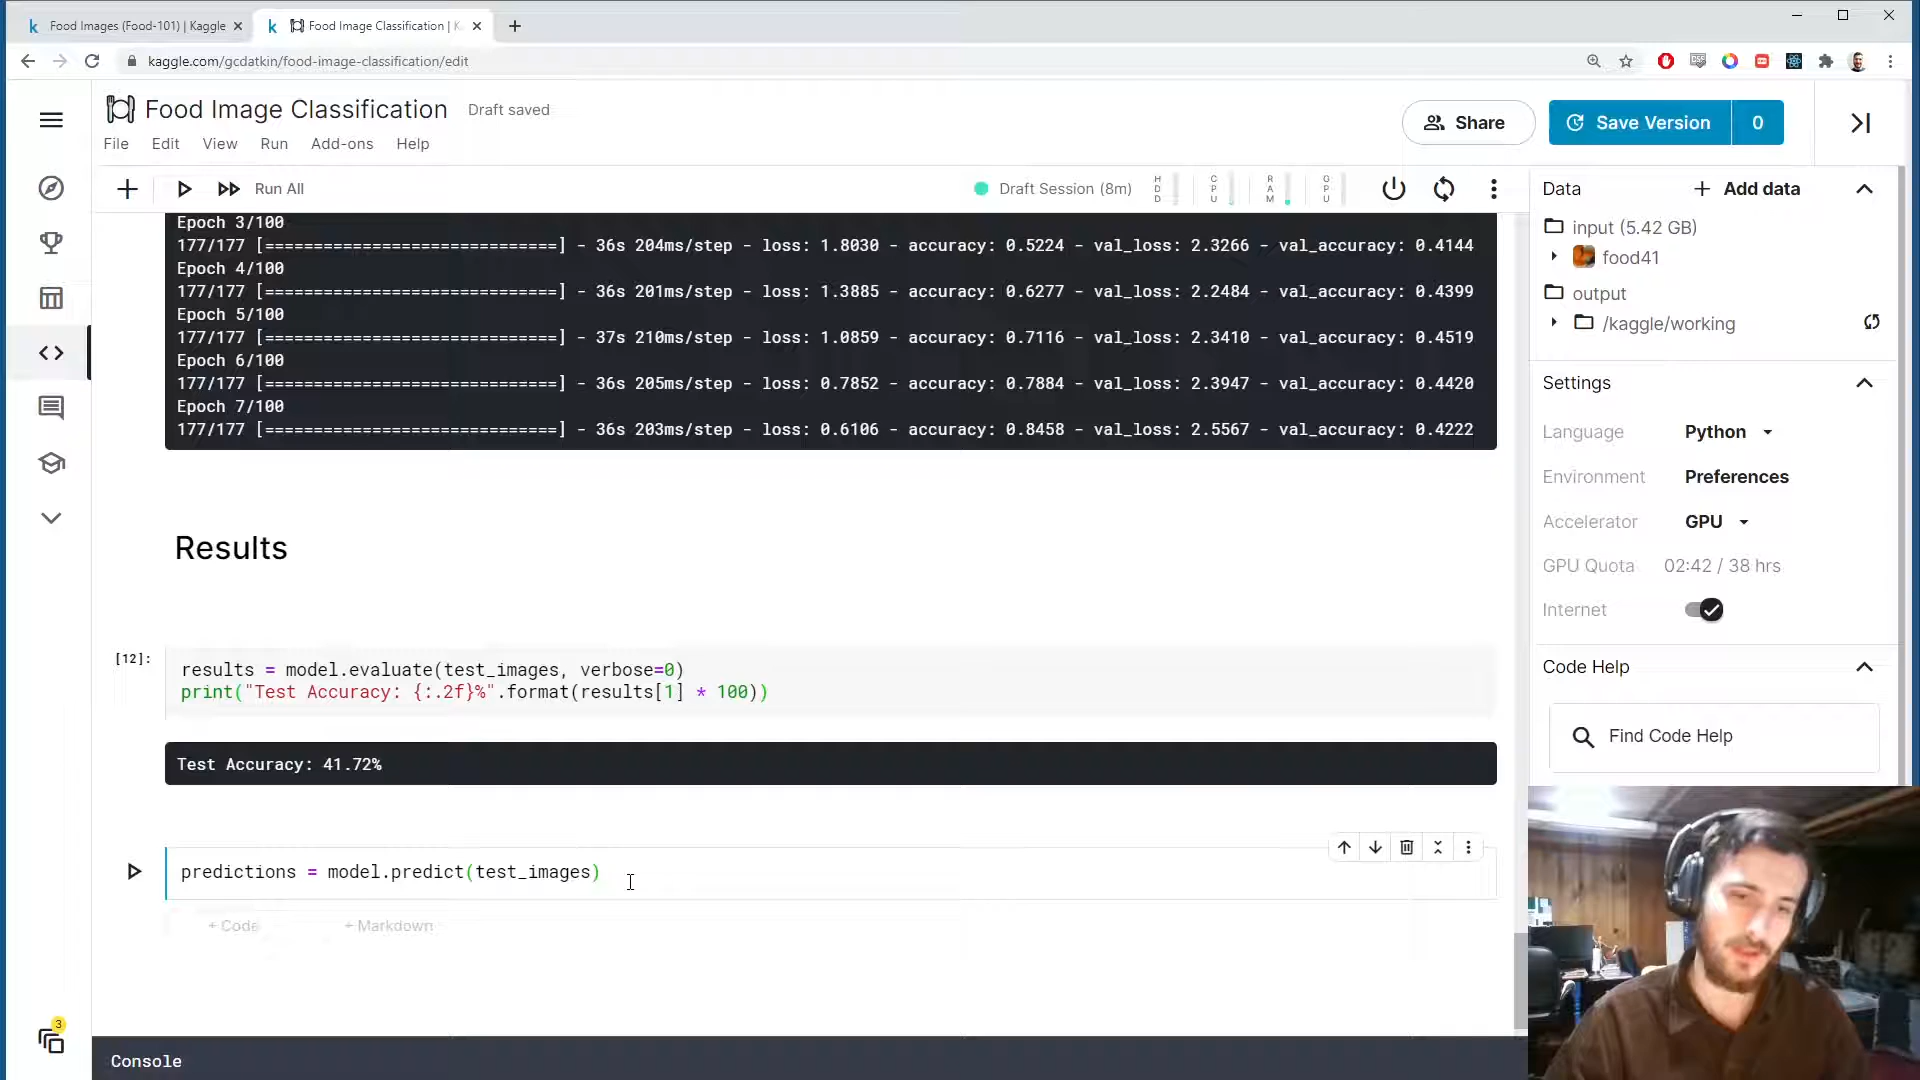 Food Images (Food-101) | Kaggle
Food Image Classification | K
kaggle.com/gcdatkin/food-image-classification/edit
Food Image Classification
Draft saved
Share
Save Version
0
File Edit View Run Add-ons Help
Run All
Draft Session (8m)
HDD
CPU
RAM
GPU
Epoch 3/100
177/177 [==============================] - 36s 204ms/step - loss: 1.8030 - accuracy: 0.5224 - val_loss: 2.3266 - val_accuracy: 0.4144
Epoch 4/100
177/177 [==============================] - 36s 201ms/step - loss: 1.3885 - accuracy: 0.6277 - val_loss: 2.2484 - val_accuracy: 0.4399
Epoch 5/100
177/177 [==============================] - 37s 210ms/step - loss: 1.0859 - accuracy: 0.7116 - val_loss: 2.3410 - val_accuracy: 0.4519
Epoch 6/100
177/177 [==============================] - 36s 205ms/step - loss: 0.7852 - accuracy: 0.7884 - val_loss: 2.3947 - val_accuracy: 0.4420
Epoch 7/100
177/177 [==============================] - 36s 203ms/step - loss: 0.6106 - accuracy: 0.8458 - val_loss: 2.5567 - val_accuracy: 0.4222
Results
[12]:
results = model.evaluate(test_images, verbose=0)
print("Test Accuracy: {:.2f}%".format(results[1] * 100))
Test Accuracy: 41.72%
predictions = model.predict(test_images)
+ Code + Markdown
Console
3
Data
Add data
input (5.42 GB)
food41
output
/kaggle/working
Settings
Language Python
Environment Preferences
Accelerator GPU
GPU Quota 02:42 / 38 hrs
Internet
Code Help
Find Code Help